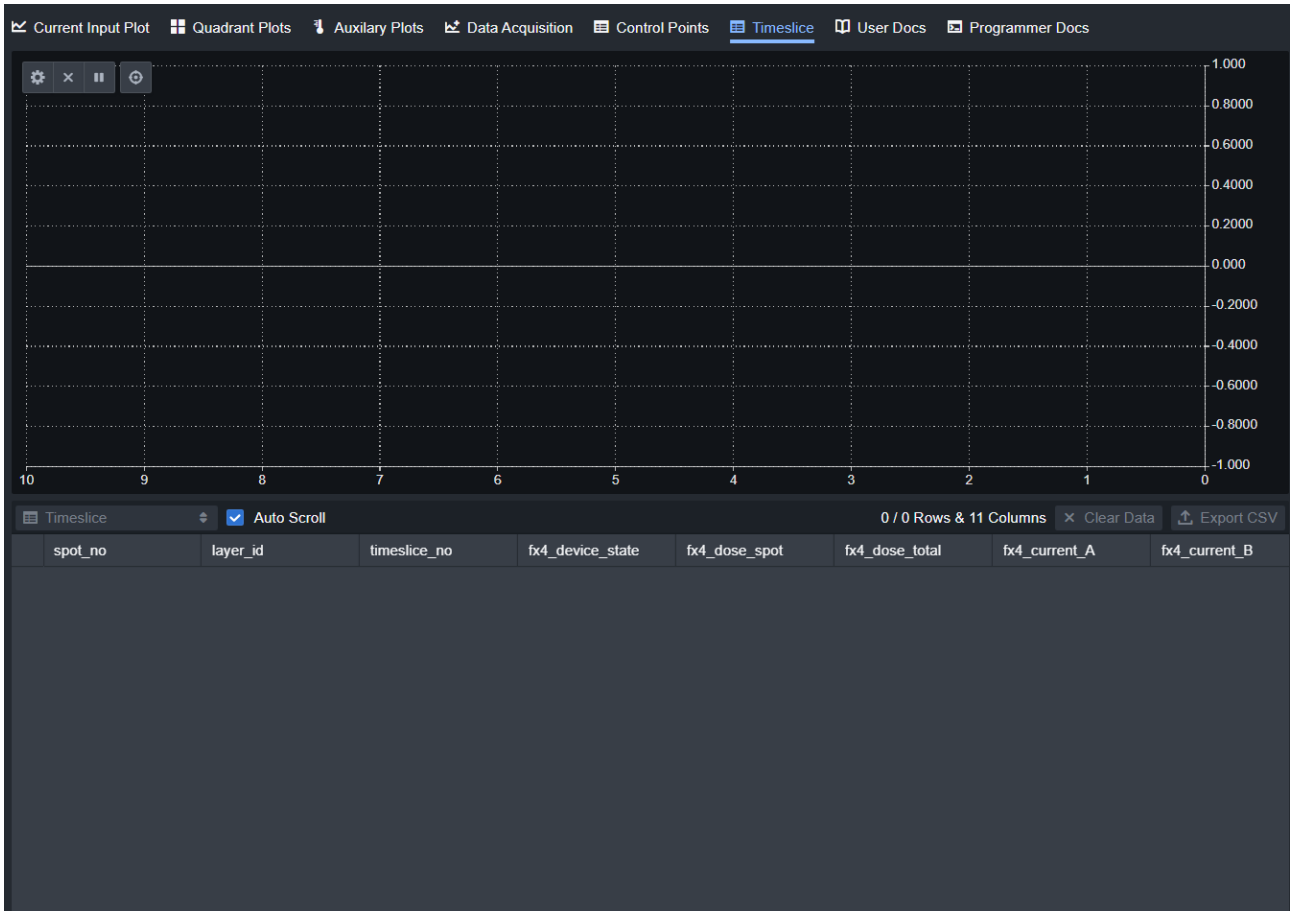 Current Input Plot Quadrant Plots Auxilary Plots Data Acquisition Control Points Timeslice User Docs Programmer Docs
1.000
0.8000
0.6000
0.4000
0.2000
0.000
-0.2000
-0.4000
-0.6000
-0.8000
-1.000
10 9 8 7 6 5 4 3 2 1 0
Timeslice Auto Scroll 0 / 0 Rows & 11 Columns Clear Data Export CSV
spot_no layer_id timeslice_no fx4_device_state fx4_dose_spot fx4_dose_total fx4_current_A fx4_current_B